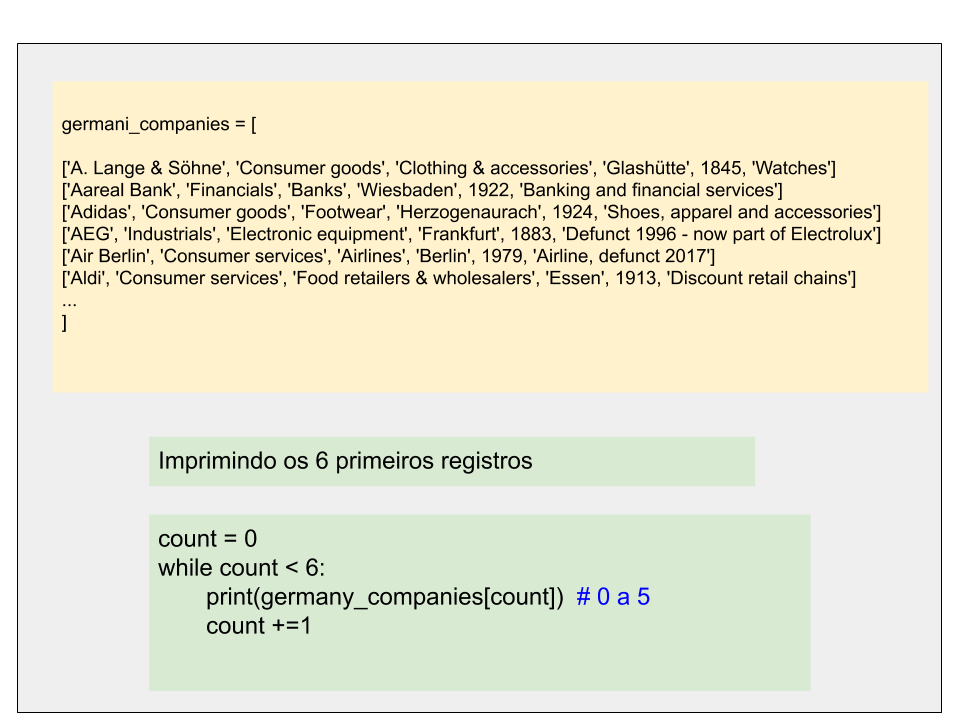 germani_companies = [
['A. Lange & Söhne', 'Consumer goods', 'Clothing & accessories', 'Glashütte', 1845, 'Watches']
['Aareal Bank', 'Financials', 'Banks', 'Wiesbaden', 1922, 'Banking and financial services']
['Adidas', 'Consumer goods', 'Footwear', 'Herzogenaurach', 1924, 'Shoes, apparel and accessories']
['AEG', 'Industrials', 'Electronic equipment', 'Frankfurt', 1883, 'Defunct 1996 - now part of Electrolux']
['Air Berlin', 'Consumer services', 'Airlines', 'Berlin', 1979, 'Airline, defunct 2017']
['Aldi', 'Consumer services', 'Food retailers & wholesalers', 'Essen', 1913, 'Discount retail chains']
...
]
Imprimindo os 6 primeiros registros
count = 0
while count < 6:
print(germany_companies[count])  # 0 a 5
count +=1